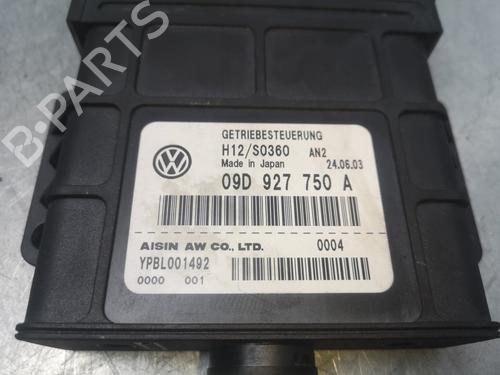 B-PARTS
GETRIEBESTEUERUNG
H12/S0360 AN2
Made in Japan 24.06.03
09D 927 750 A
AISIN AW CO., LTD. 0004
YPBL001492
0000 001